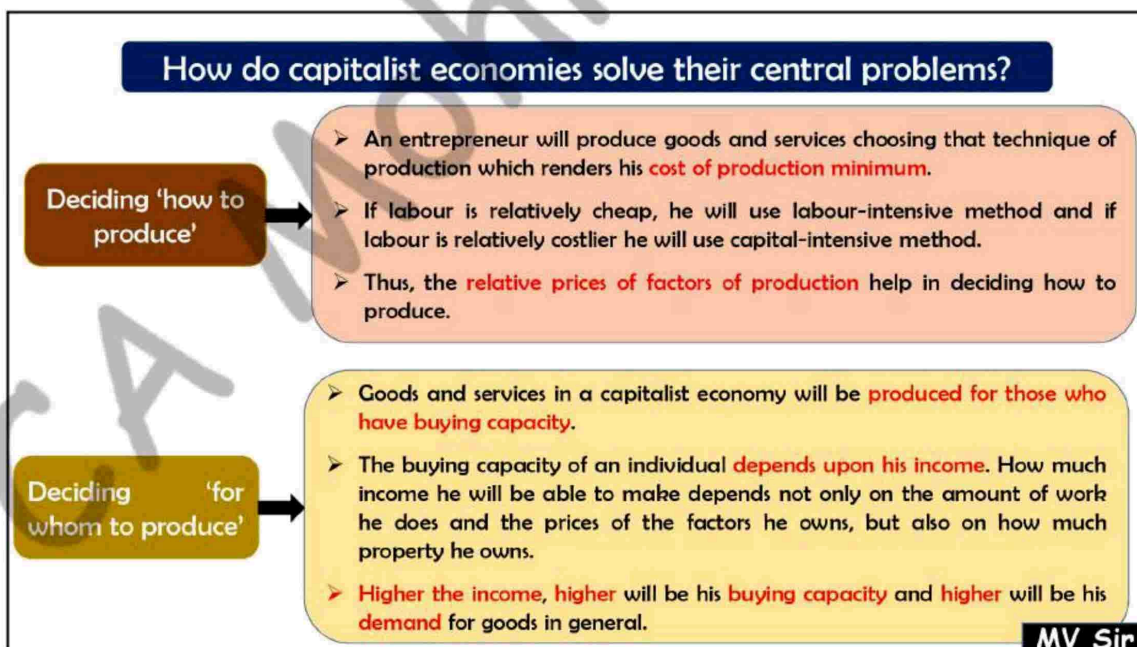 How do capitalist economies solve their central problems?
Deciding 'how to
produce'
➤ An entrepreneur will produce goods and services choosing that technique of
production which renders his cost of production minimum.
➤ If labour is relatively cheap, he will use labour-intensive method and if
labour is relatively costlier he will use capital-intensive method.
➤ Thus, the relative prices of factors of production help in deciding how to
produce.
Deciding 'for
whom to produce'
➤ Goods and services in a capitalist economy will be produced for those who
have buying capacity.
➤ The buying capacity of an individual depends upon his income. How much
income he will be able to make depends not only on the amount of work
he does and the prices of the factors he owns, but also on how much
property he owns.
➤ Higher the income, higher will be his buying capacity and higher will be his
demand for goods in general.
MV Sir
CA Moh